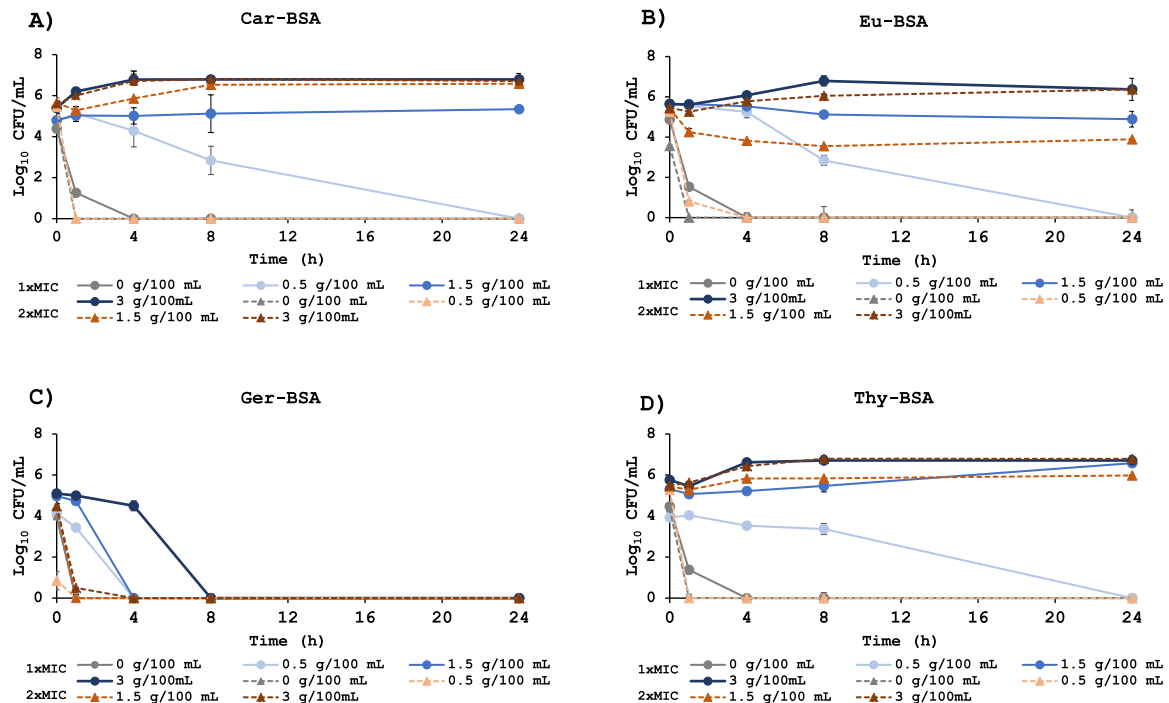 A)
Car-BSA
Log10 CFU/mL
8
6
4
2
0
0 4 8 12 16 20 24
Time (h)
1xMIC 0 g/100 mL 0.5 g/100 mL 1.5 g/100 mL
3 g/100mL 0 g/100 mL 0.5 g/100 mL
2xMIC 1.5 g/100 mL 3 g/100mL
B)
Eu-BSA
Log10 CFU/mL
8
6
4
2
0
0 4 8 12 16 20 24
Time (h)
1xMIC 0 g/100 mL 0.5 g/100 mL 1.5 g/100 mL
3 g/100mL 0 g/100 mL 0.5 g/100 mL
2xMIC 1.5 g/100 mL 3 g/100mL
C)
Ger-BSA
Log10 CFU/mL
8
6
4
2
0
0 4 8 12 16 20 24
Time (h)
1xMIC 0 g/100 mL 0.5 g/100 mL 1.5 g/100 mL
3 g/100mL 0 g/100 mL 0.5 g/100 mL
2xMIC 1.5 g/100 mL 3 g/100mL
D)
Thy-BSA
Log10 CFU/mL
8
6
4
2
0
0 4 8 12 16 20 24
Time (h)
1xMIC 0 g/100 mL 0.5 g/100 mL 1.5 g/100 mL
3 g/100mL 0 g/100 mL 0.5 g/100 mL
2xMIC 1.5 g/100 mL 3 g/100mL